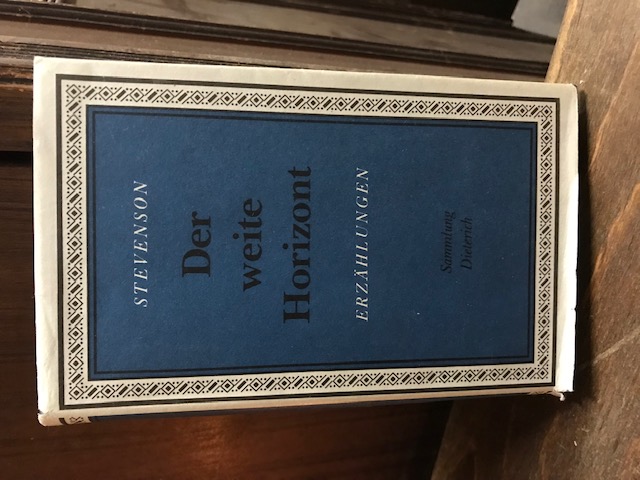 STEVENSON
Der
weite
Horizont
ERZÄHLUNGEN
Sammlung
Dieterich